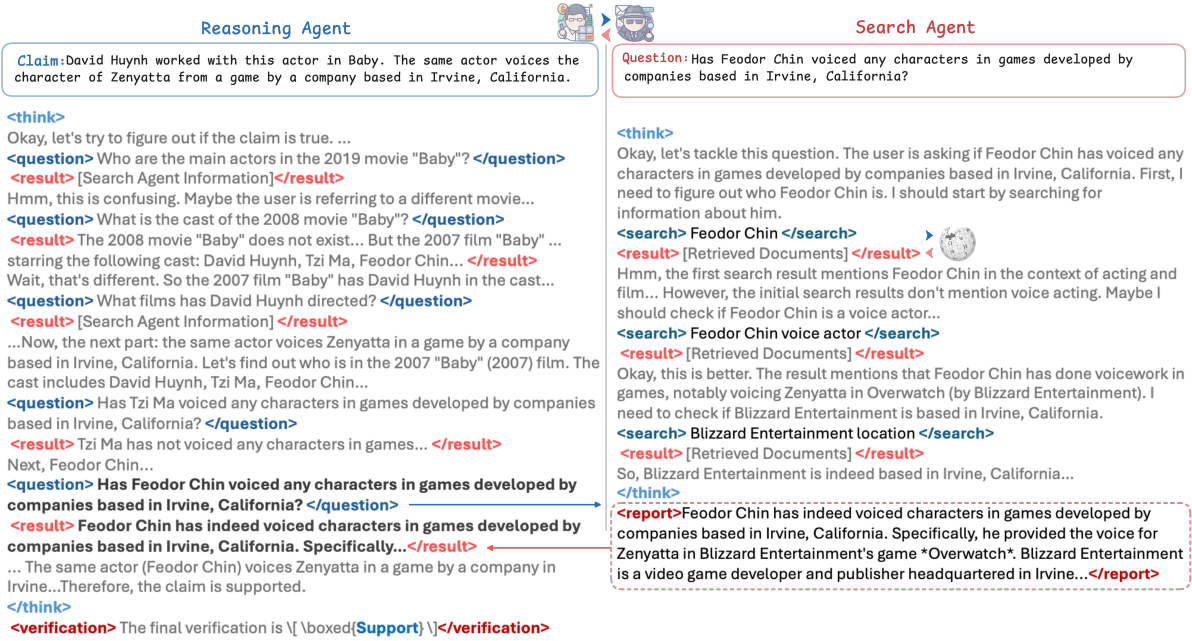 Reasoning Agent
Claim:David Huynh worked with this actor in Baby. The same actor voices the
character of Zenyatta from a game by a company based in Irvine, California.
<think>
Okay, let's try to figure out if the claim is true. ...
<question> Who are the main actors in the 2019 movie "Baby"? </question>
<result> [Search Agent Information]</result>
Hmm, this is confusing. Maybe the user is referring to a different movie...
<question> What is the cast of the 2008 movie "Baby"? </question>
<result> The 2008 movie "Baby" does not exist... But the 2007 film "Baby" ...
starring the following cast: David Huynh, Tzi Ma, Feodor Chin... </result>
Wait, that's different. So the 2007 film "Baby" has David Huynh in the cast...
<question> What films has David Huynh directed? </question>
<result> [Search Agent Information] </result>
...Now, the next part: the same actor voices Zenyatta in a game by a company
based in Irvine, California. Let's find out who is in the 2007 "Baby" (2007) film. The
cast includes David Huynh, Tzi Ma, Feodor Chin...
<question> Has Tzi Ma voiced any characters in games developed by companies
based in Irvine, California? </question>
<result> Tzi Ma has not voiced any characters in games... </result>
Next, Feodor Chin...
<question> Has Feodor Chin voiced any characters in games developed by
companies based in Irvine, California? </question>
<result> Feodor Chin has indeed voiced characters in games developed by
companies based in Irvine, California. Specifically...</result>
... The same actor (Feodor Chin) voices Zenyatta in a game by a company in
Irvine...Therefore, the claim is supported.
</think>
<verification> The final verification is \[ \boxed{Support} \]</verification>
Search Agent
Question: Has Feodor Chin voiced any characters in games developed by
companies based in Irvine, California?
<think>
Okay, let's tackle this question. The user is asking if Feodor Chin has voiced any
characters in games developed by companies based in Irvine, California. First, I
need to figure out who Feodor Chin is. I should start by searching for
information about him.
<search> Feodor Chin </search>
<result> [Retrieved Documents] </result>
Hmm, the first search result mentions Feodor Chin in the context of acting and
film... However, the initial search results don't mention voice acting. Maybe I
should check if Feodor Chin is a voice actor...
<search> Feodor Chin voice actor </search>
<result> [Retrieved Documents] </result>
Okay, this is better. The result mentions that Feodor Chin has done voicework in
games, notably voicing Zenyatta in Overwatch (by Blizzard Entertainment). I
need to check if Blizzard Entertainment is based in Irvine, California.
<search> Blizzard Entertainment location </search>
<result> [Retrieved Documents] </result>
So, Blizzard Entertainment is indeed based in Irvine, California...
</think>
<report>Feodor Chin has indeed voiced characters in games developed by
companies based in Irvine, California. Specifically, he provided the voice for
Zenyatta in Blizzard Entertainment's game *Overwatch*. Blizzard Entertainment
is a video game developer and publisher headquartered in Irvine...</report>